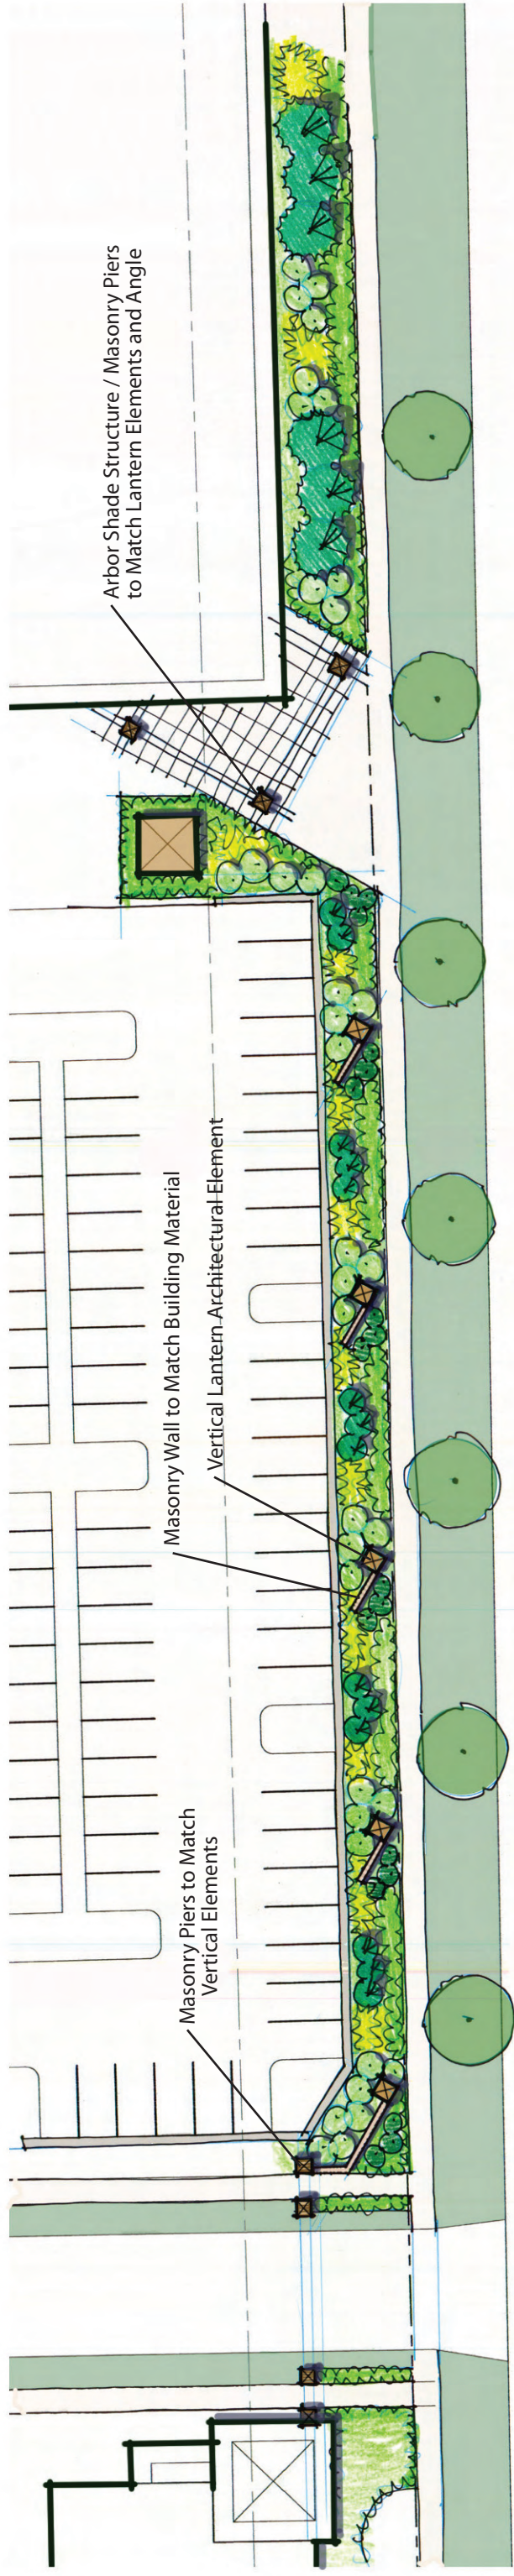 Masonry Piers to Match
Vertical Elements
Masonry Wall to Match Building Material
Vertical Lantern Architectural Element
Arbor Shade Structure / Masonry Piers
to Match Lantern Elements and Angle